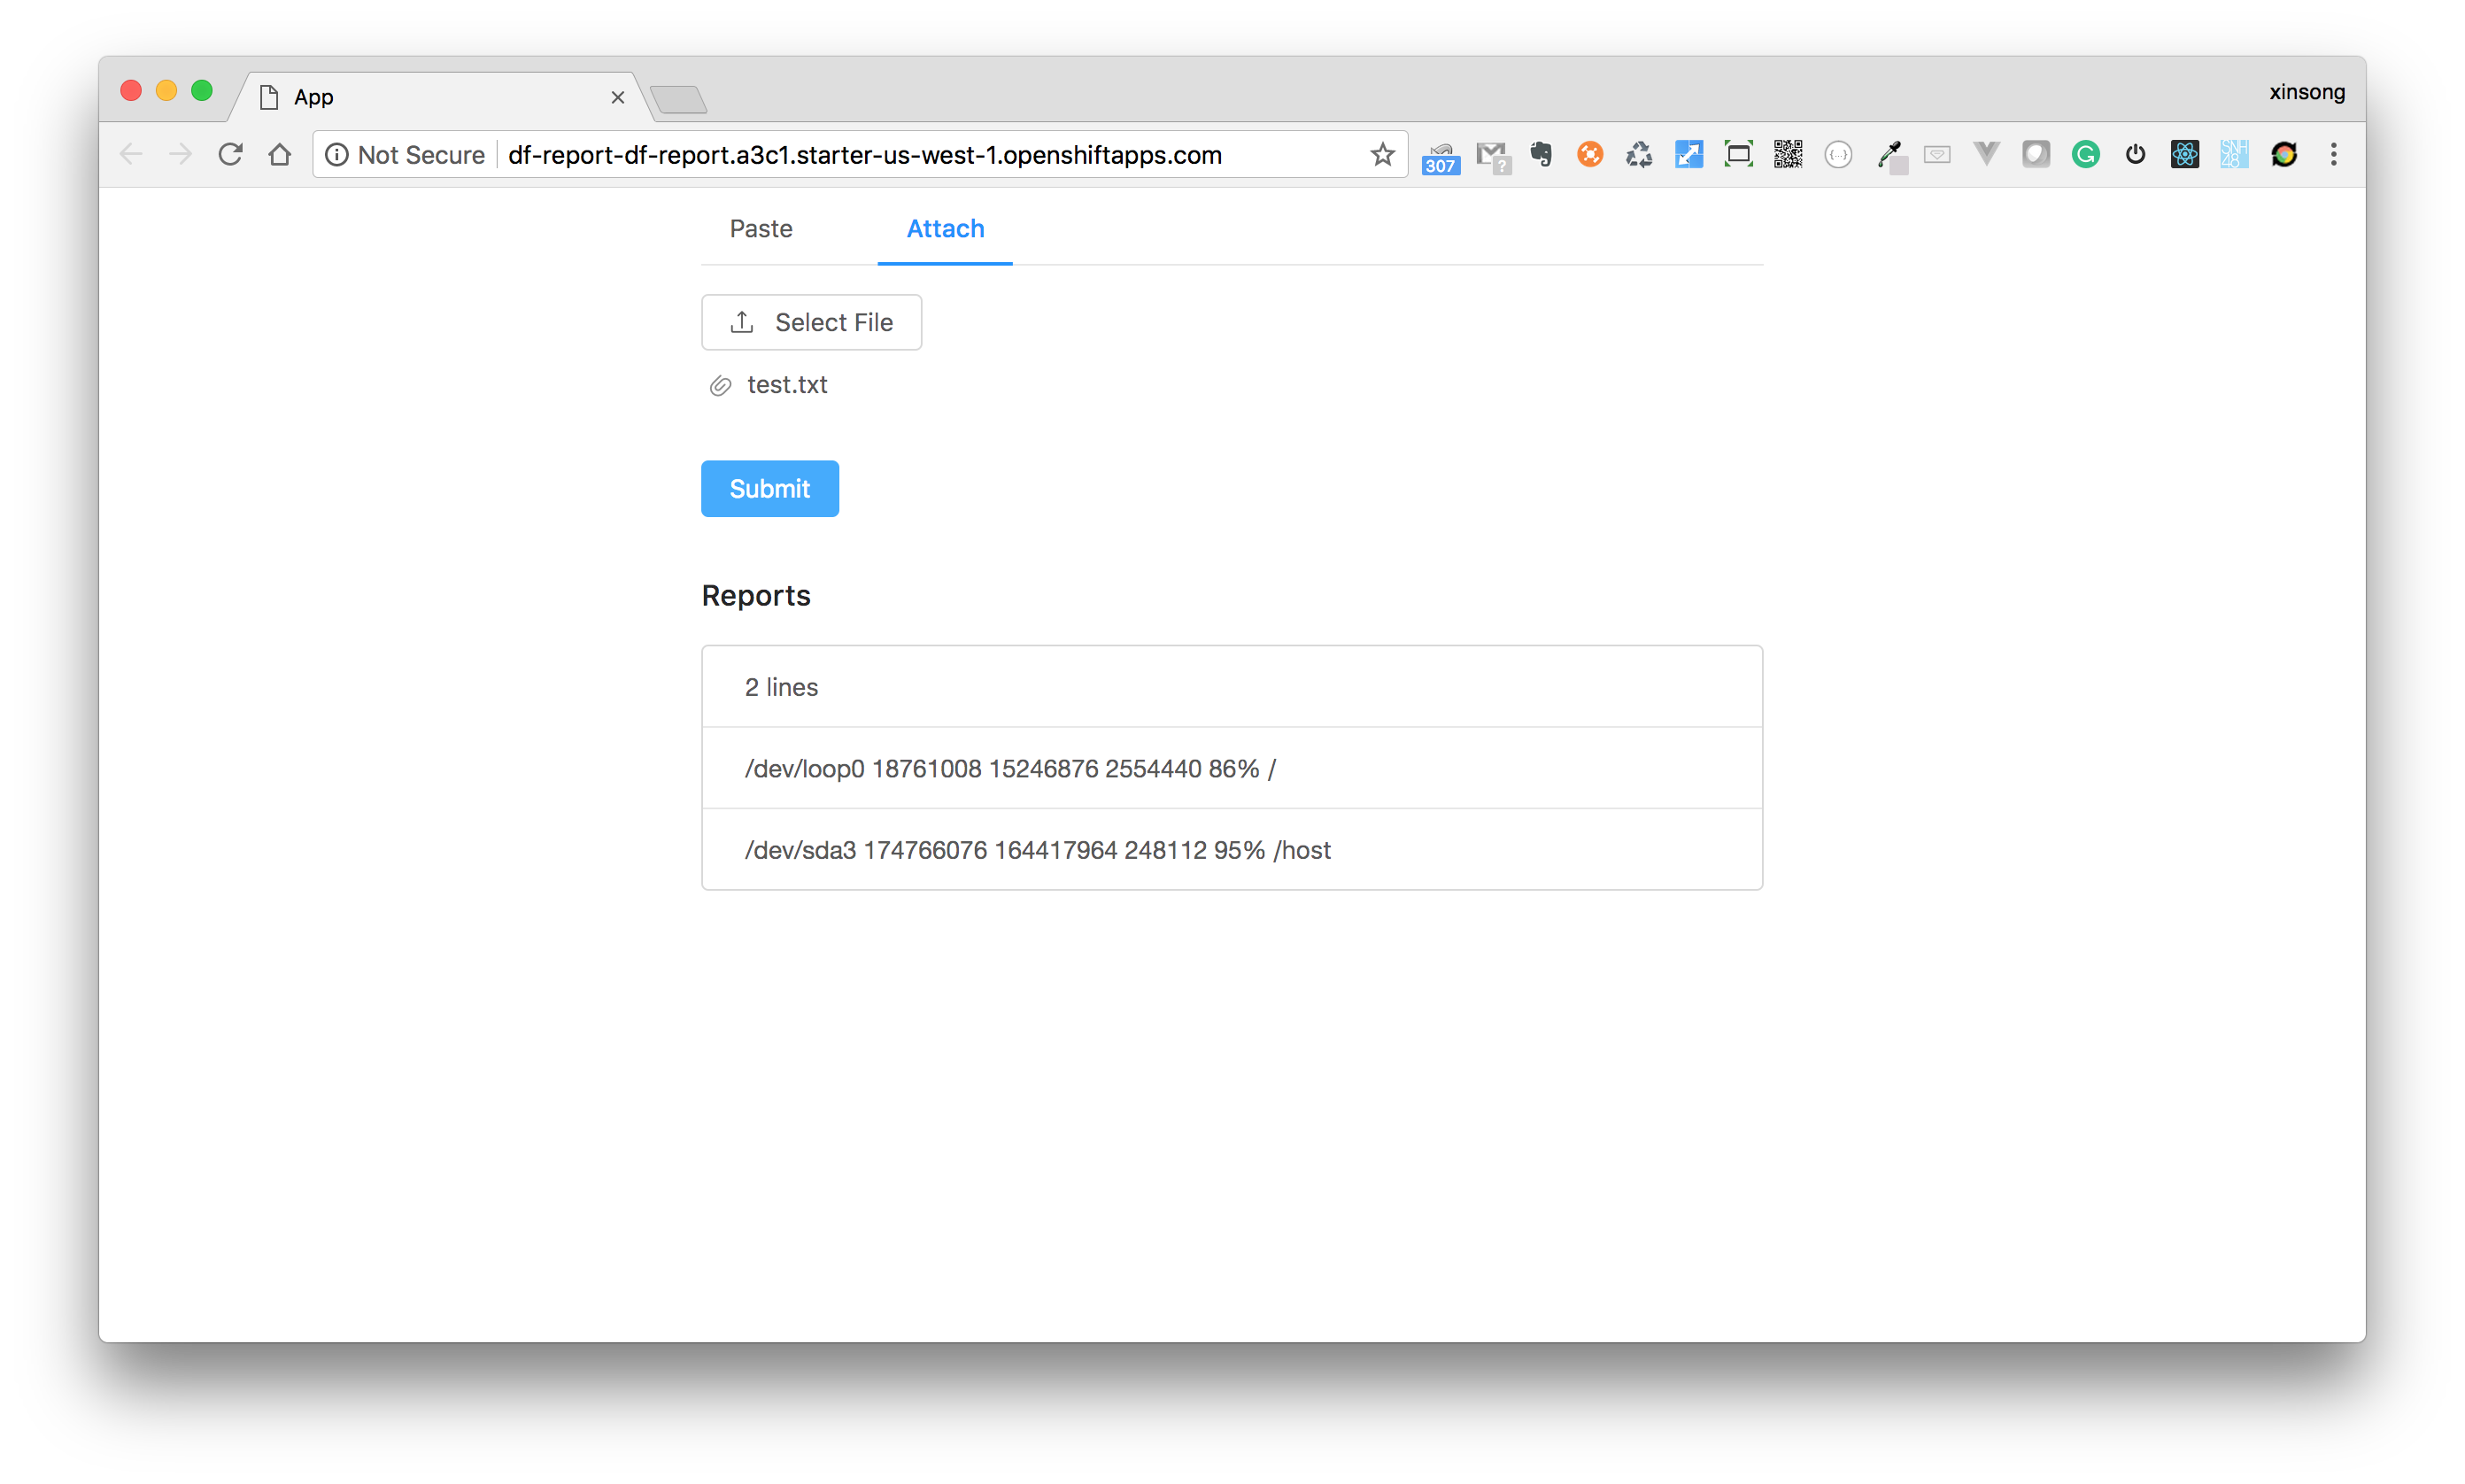 App
xinsong
Not Secure
df-report-df-report.a3c1.starter-us-west-1.openshiftapps.com
307
?
{...}
SNH
48
Paste
Attach
Select File
test.txt
Submit
Reports
2 lines
/dev/loop0 18761008 15246876 2554440 86% /
/dev/sda3 174766076 164417964 248112 95% /host